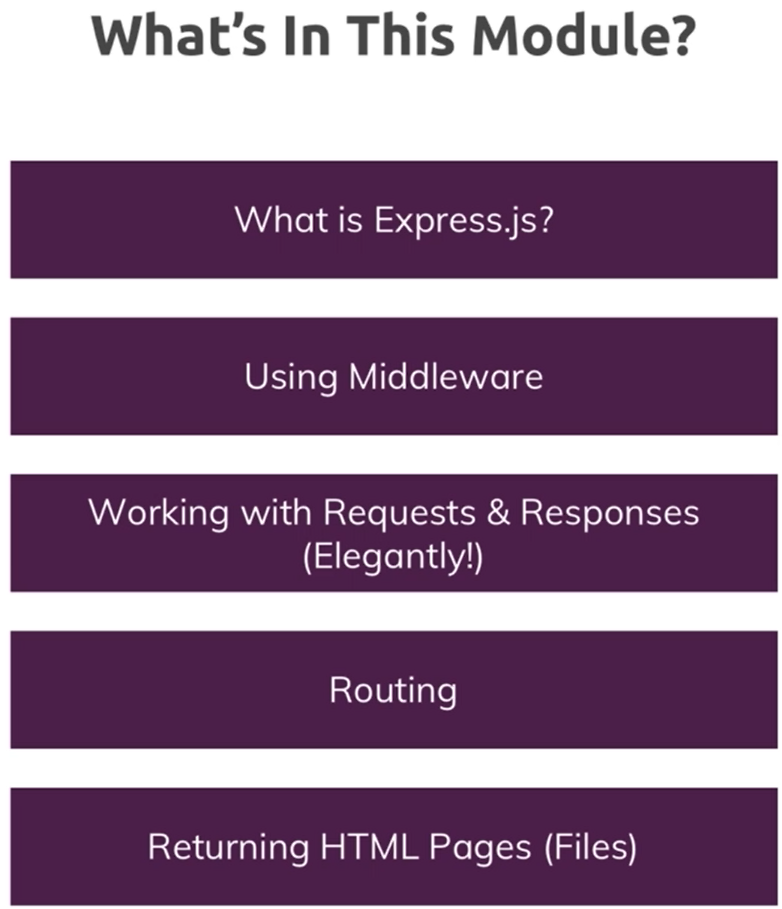 What’s In This Module?
What is Express.js?
Using Middleware
Working with Requests & Responses
(Elegantly!)
Routing
Returning HTML Pages (Files)